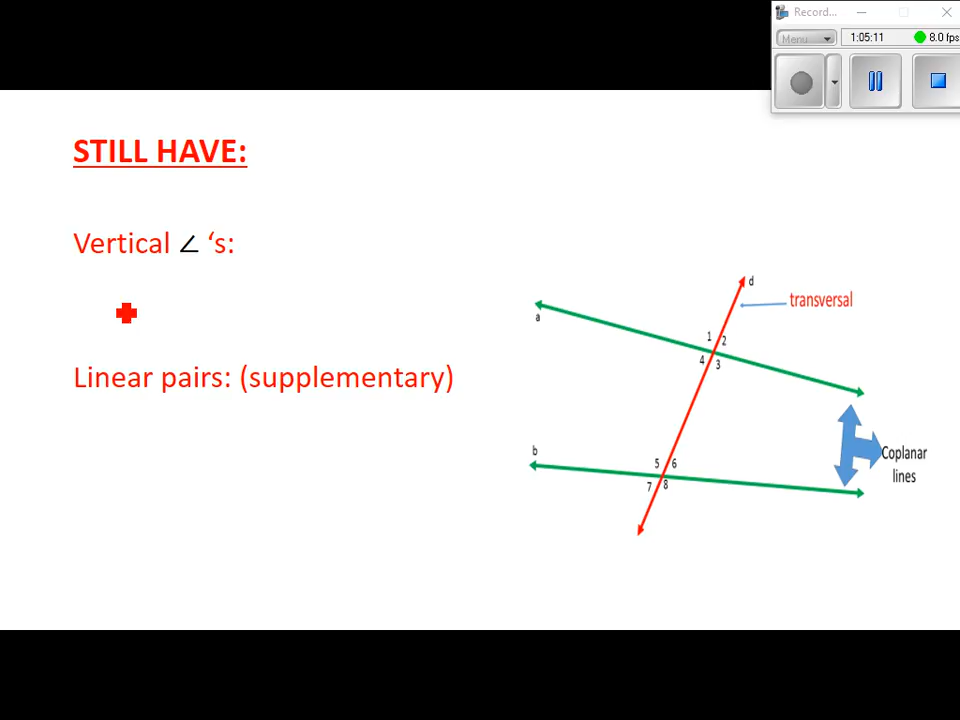 Record...
Menu
1:05:11
8.0 fps
STILL HAVE:
Vertical ∠ ‘s:
Linear pairs: (supplementary)
d
transversal
a
1 2
4 3
b
5 6
7 8
Coplanar
lines